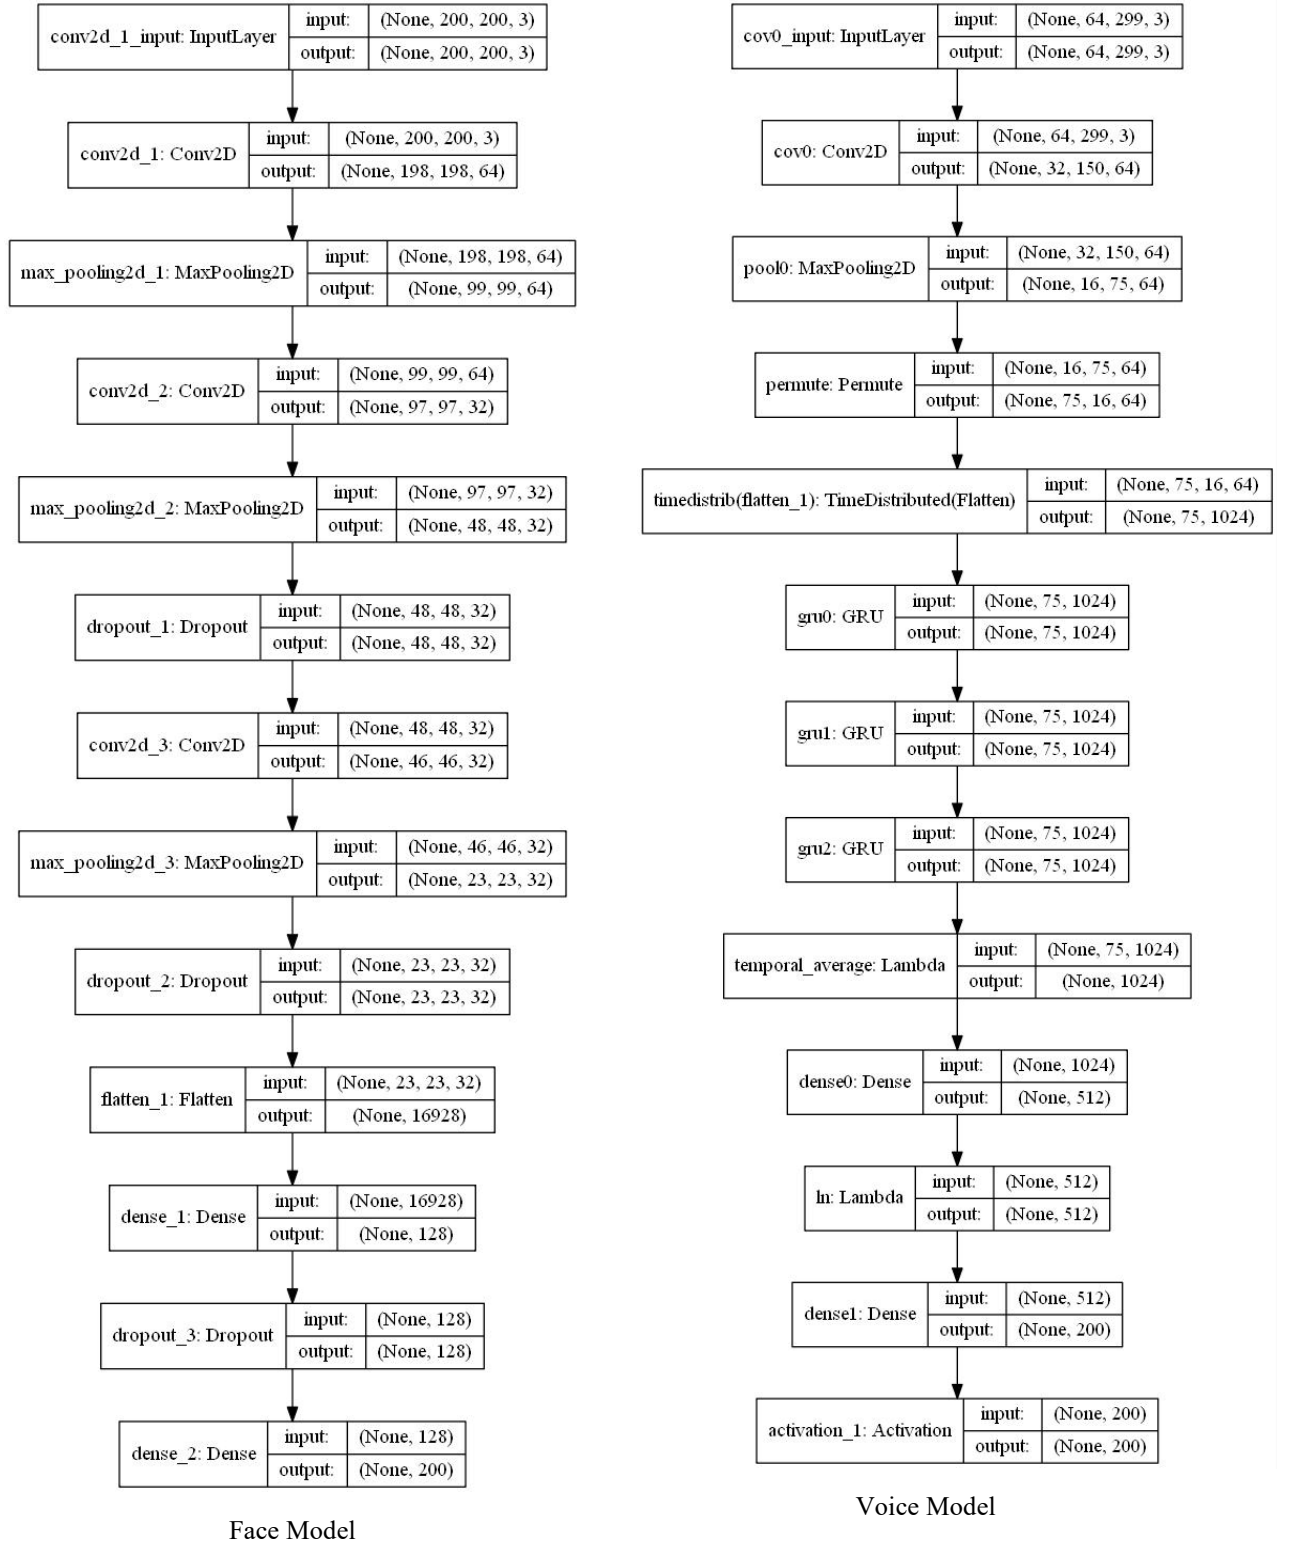 conv2d_1_input: InputLayer
input: (None, 200, 200, 3)
output: (None, 200, 200, 3)
conv2d_1: Conv2D
input: (None, 200, 200, 3)
output: (None, 198, 198, 64)
max_pooling2d_1: MaxPooling2D
input: (None, 198, 198, 64)
output: (None, 99, 99, 64)
conv2d_2: Conv2D
input: (None, 99, 99, 64)
output: (None, 97, 97, 32)
max_pooling2d_2: MaxPooling2D
input: (None, 97, 97, 32)
output: (None, 48, 48, 32)
dropout_1: Dropout
input: (None, 48, 48, 32)
output: (None, 48, 48, 32)
conv2d_3: Conv2D
input: (None, 48, 48, 32)
output: (None, 46, 46, 32)
max_pooling2d_3: MaxPooling2D
input: (None, 46, 46, 32)
output: (None, 23, 23, 32)
dropout_2: Dropout
input: (None, 23, 23, 32)
output: (None, 23, 23, 32)
flatten_1: Flatten
input: (None, 23, 23, 32)
output: (None, 16928)
dense_1: Dense
input: (None, 16928)
output: (None, 128)
dropout_3: Dropout
input: (None, 128)
output: (None, 128)
dense_2: Dense
input: (None, 128)
output: (None, 200)
Face Model
cov0_input: InputLayer
input: (None, 64, 299, 3)
output: (None, 64, 299, 3)
cov0: Conv2D
input: (None, 64, 299, 3)
output: (None, 32, 150, 64)
pool0: MaxPooling2D
input: (None, 32, 150, 64)
output: (None, 16, 75, 64)
permute: Permute
input: (None, 16, 75, 64)
output: (None, 75, 16, 64)
timedistrib(flatten_1): TimeDistributed(Flatten)
input: (None, 75, 16, 64)
output: (None, 75, 1024)
gru0: GRU
input: (None, 75, 1024)
output: (None, 75, 1024)
gru1: GRU
input: (None, 75, 1024)
output: (None, 75, 1024)
gru2: GRU
input: (None, 75, 1024)
output: (None, 75, 1024)
temporal_average: Lambda
input: (None, 75, 1024)
output: (None, 1024)
dense0: Dense
input: (None, 1024)
output: (None, 512)
ln: Lambda
input: (None, 512)
output: (None, 512)
dense1: Dense
input: (None, 512)
output: (None, 200)
activation_1: Activation
input: (None, 200)
output: (None, 200)
Voice Model